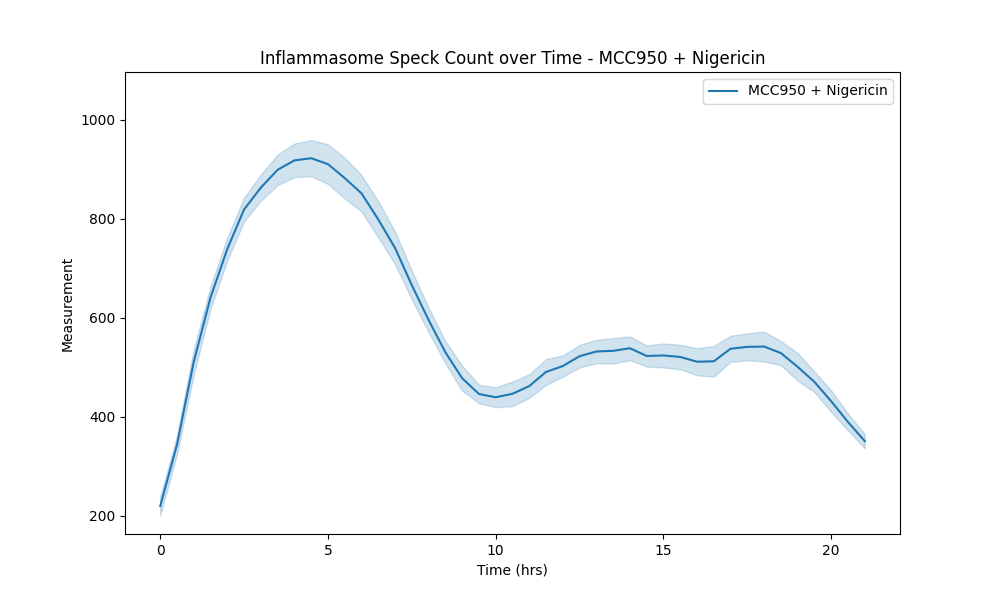 Inflammasome Speck Count over Time - MCC950 + Nigericin
MCC950 + Nigericin
Measurement
1000
800
600
400
200
0 5 10 15 20
Time (hrs)